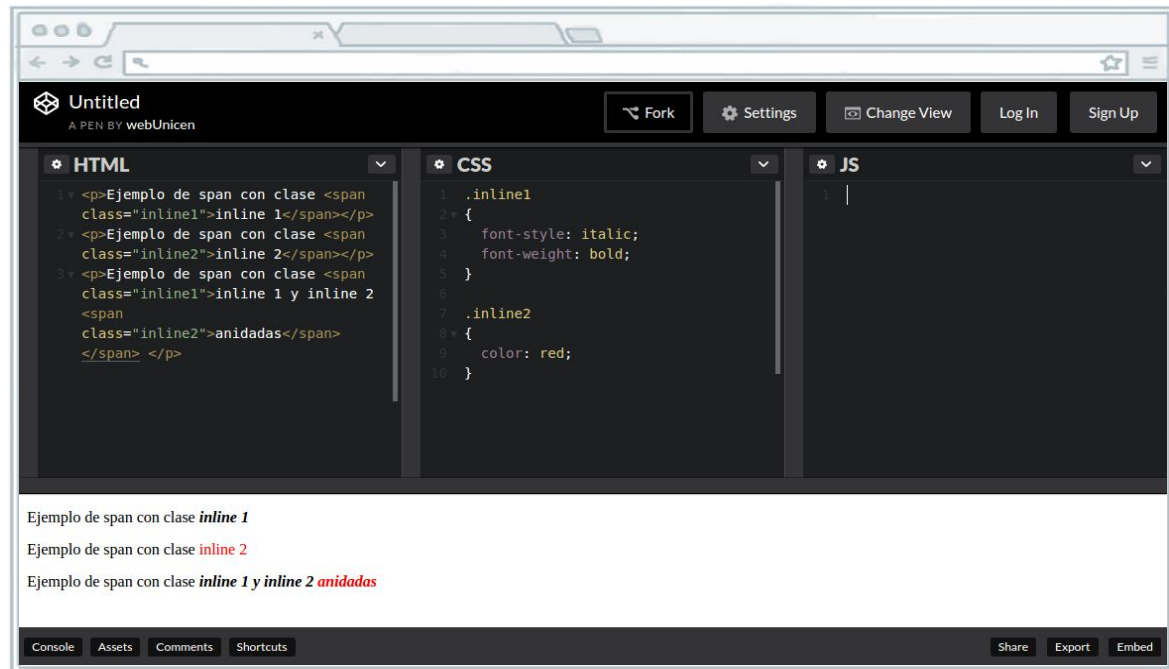 Untitled
A PEN BY webUnicen
Fork
Settings
Change View
Log In
Sign Up
HTML
1 <p>Ejemplo de span con clase <span
class="inline1">inline 1</span></p>
2 <p>Ejemplo de span con clase <span
class="inline2">inline 2</span></p>
3 <p>Ejemplo de span con clase <span
class="inline1">inline 1 y inline 2
<span
class="inline2">anidadas</span>
</span> </p>
CSS
1 .inline1
2 {
3 font-style: italic;
4 font-weight: bold;
5 }
6
7 .inline2
8 {
9 color: red;
10 }
JS
1
Ejemplo de span con clase inline 1
Ejemplo de span con clase inline 2
Ejemplo de span con clase inline 1 y inline 2 anidadas
Console
Assets
Comments
Shortcuts
Share
Export
Embed